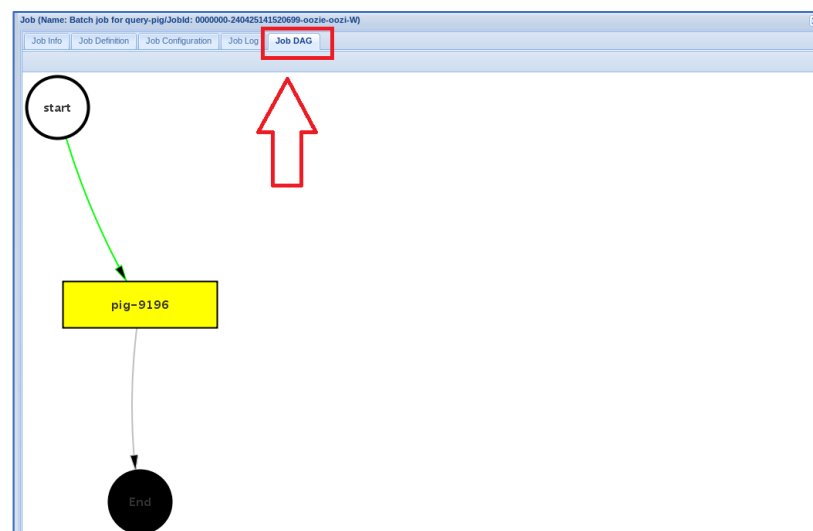 Job (Name: Batch job for query-pig/JobId: 0000000-240425141520699-oozie-oozi-W)
Job Info Job Definition Job Configuration Job Log Job DAG
start
pig-9196
End